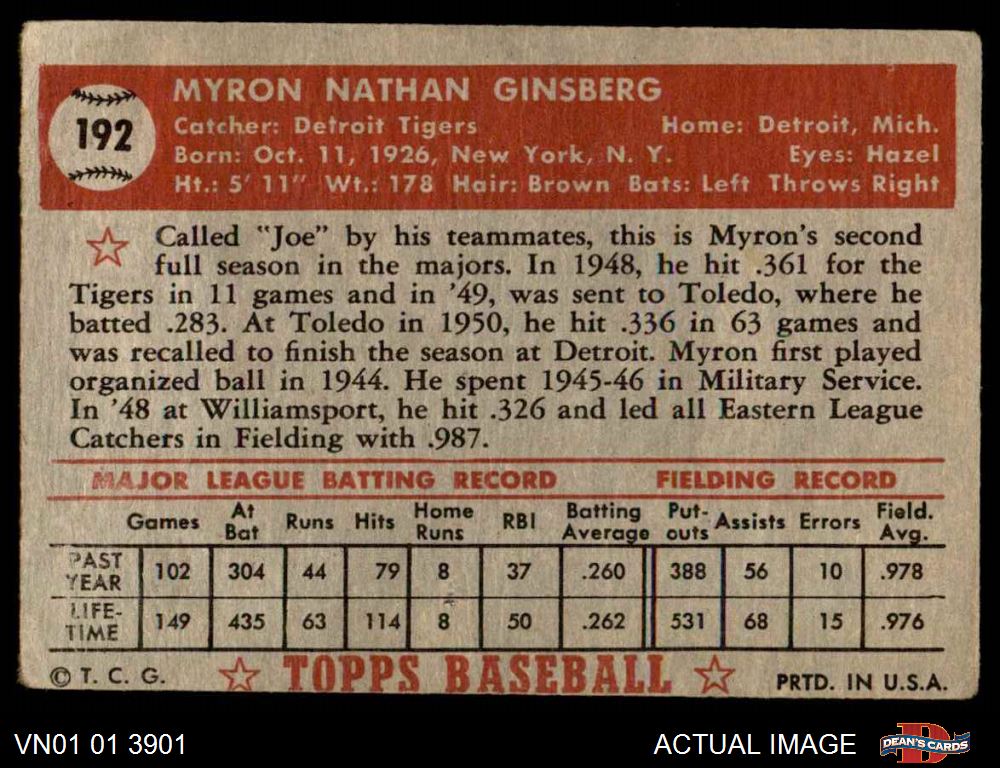 MYRON NATHAN GINSBERG
192
Catcher: Detroit Tigers Home: Detroit, Mich.
Born: Oct. 11, 1926, New York, N. Y. Eyes: Hazel
Ht.: 5' 11" Wt.: 178 Hair: Brown Bats: Left Throws Right
Called "Joe" by his teammates, this is Myron's second
full season in the majors. In 1948, he hit .361 for the
Tigers in 11 games and in '49, was sent to Toledo, where he
batted .283. At Toledo in 1950, he hit .336 in 63 games and
was recalled to finish the season at Detroit. Myron first played
organized ball in 1944. He spent 1945-46 in Military Service.
In '48 at Williamsport, he hit .326 and led all Eastern League
Catchers in Fielding with .987.
MAJOR LEAGUE BATTING RECORD FIELDING RECORD
Games At Bat Runs Hits Home Runs RBI Batting Average Put-outs Assists Errors Field. Avg.
PAST YEAR 102 304 44 79 8 37 .260 388 56 10 .978
LIFE-TIME 149 435 63 114 8 50 .262 531 68 15 .976
© T. C. G. TOPPS BASEBALL PRTD. IN U.S.A.
VN01 01 3901 ACTUAL IMAGE DEAN'S CARDS